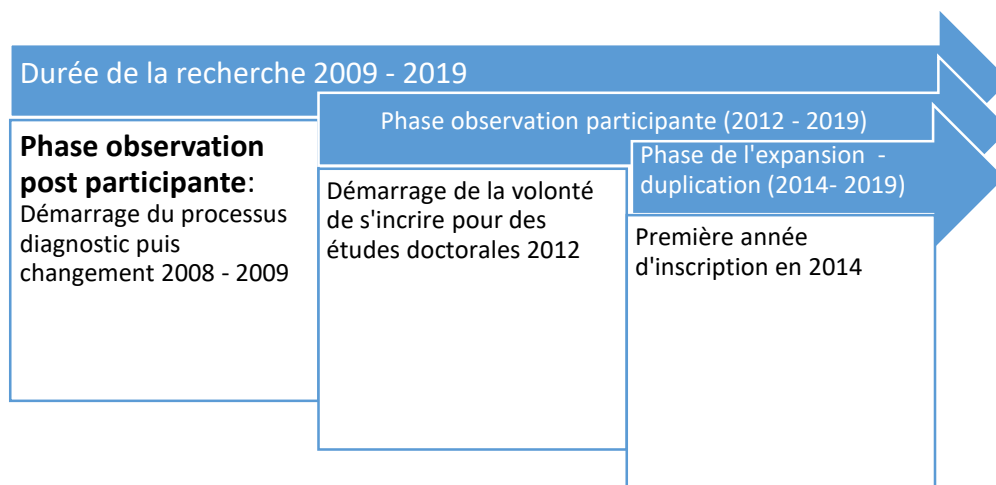 Durée de la recherche 2009 - 2019
Phase observation participante (2012 - 2019)
Phase de l'expansion -
duplication (2014- 2019)
Phase observation
post participante:
Démarrage du processus
diagnostic puis
changement 2008 - 2009
Démarrage de la volonté
de s'incrire pour des
études doctorales 2012
Première année
d'inscription en 2014